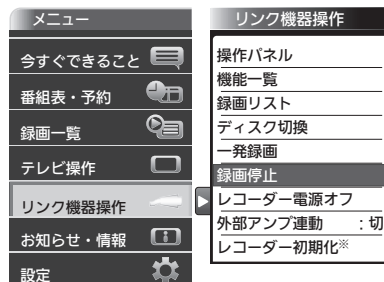 メニュー
今すぐできること
番組表・予約
録画一覧
テレビ操作
リンク機器操作
お知らせ・情報
設定
リンク機器操作
操作パネル
機能一覧
録画リスト
ディスク切換
一発録画
録画停止
レコーダー電源オフ
外部アンプ連動 :切
レコーダー初期化※